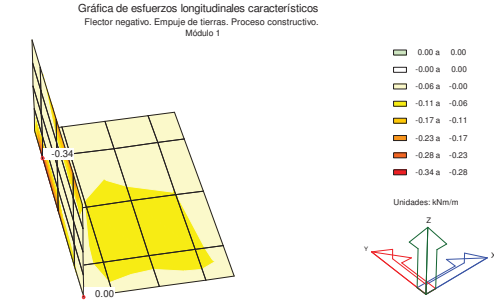 Gráfica de esfuerzos longitudinales característicos
Flector negativo. Empuje de tierras. Proceso constructivo.
Módulo 1
0.00 a 0.00
-0.00 a 0.00
-0.06 a -0.00
-0.11 a -0.06
-0.17 a -0.11
-0.23 a -0.17
-0.28 a -0.23
-0.34 a -0.28
-0.34
Unidades: kNm/m
Z
Y
X
0.00